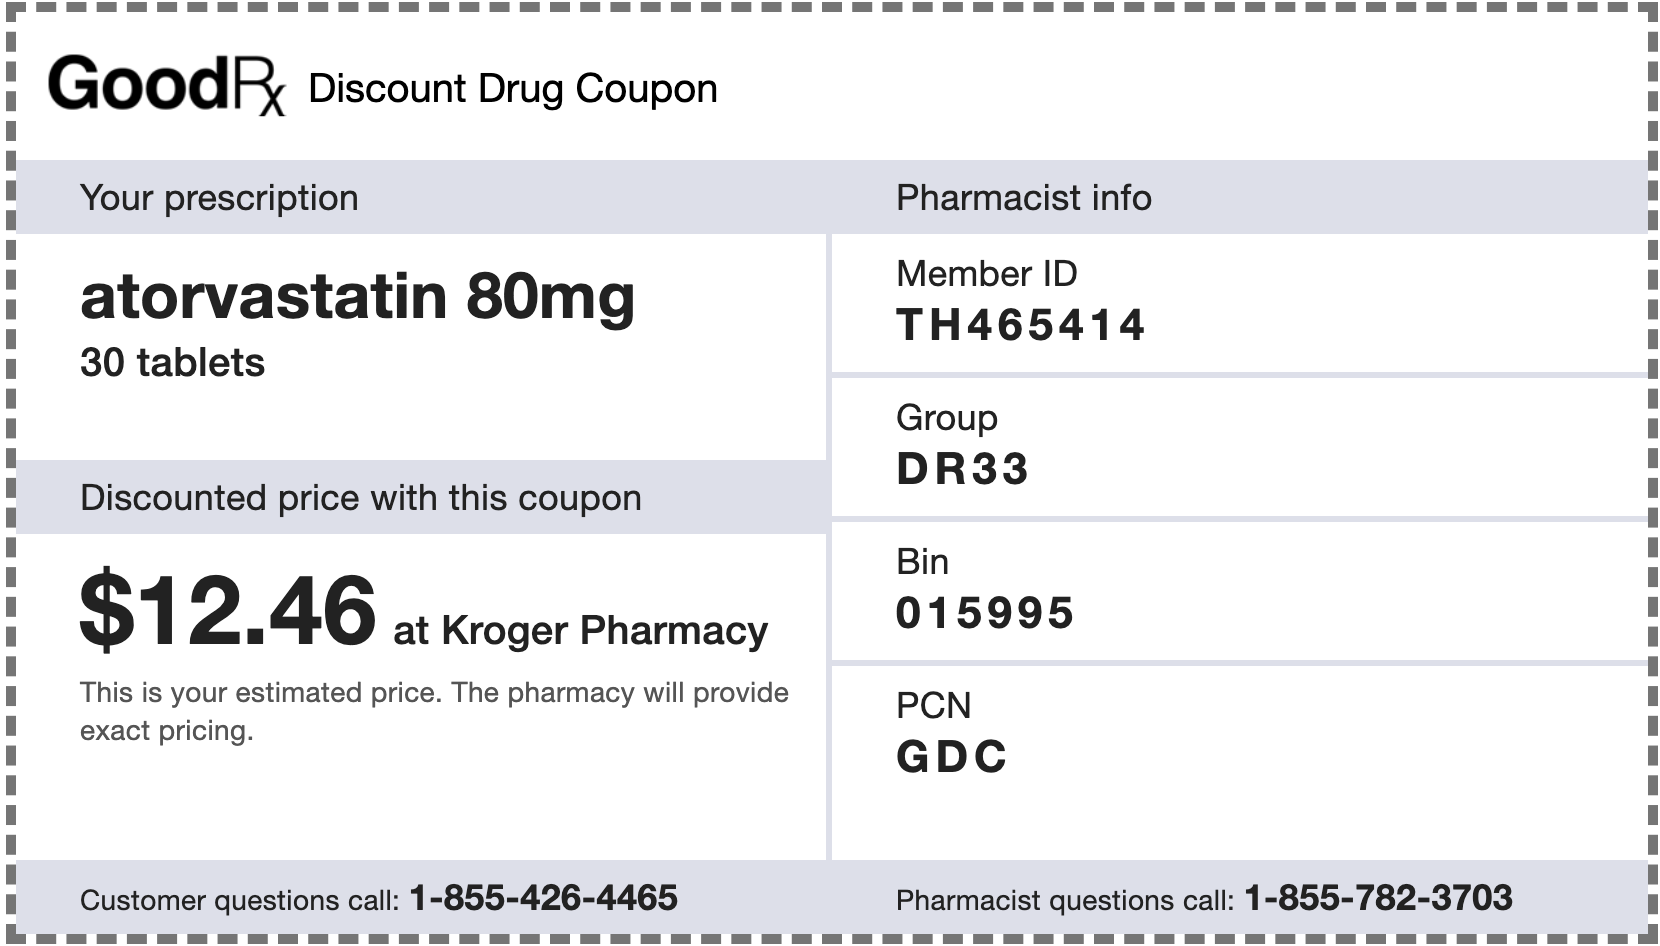 GoodRx Discount Drug Coupon
Your prescription
atorvastatin 80mg
30 tablets
Discounted price with this coupon
$12.46 at Kroger Pharmacy
This is your estimated price. The pharmacy will provide
exact pricing.
Pharmacist info
Member ID
TH465414
Group
DR33
Bin
015995
PCN
GDC
Customer questions call: 1-855-426-4465
Pharmacist questions call: 1-855-782-3703